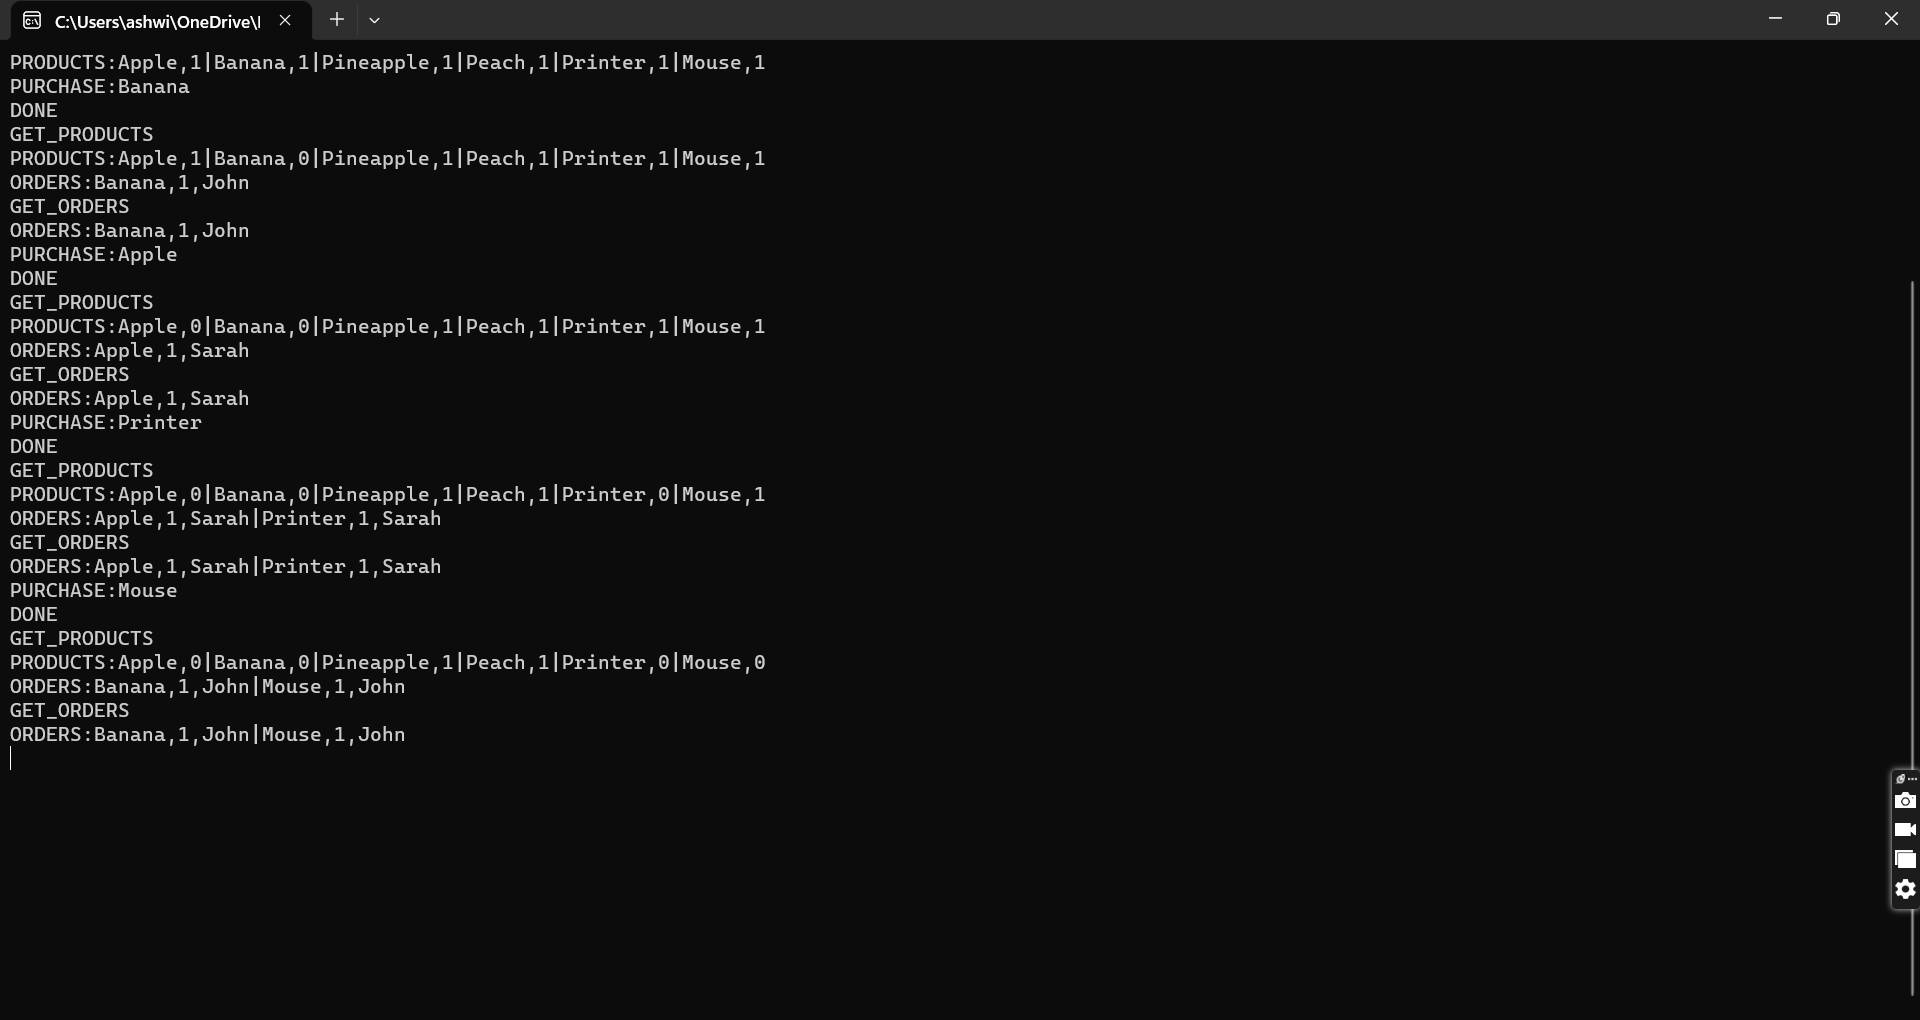 C:\Users\ashwi\OneDrive\
PRODUCTS:Apple,1|Banana,1|Pineapple,1|Peach,1|Printer,1|Mouse,1
PURCHASE:Banana
DONE
GET_PRODUCTS
PRODUCTS:Apple,1|Banana,0|Pineapple,1|Peach,1|Printer,1|Mouse,1
ORDERS:Banana,1,John
GET_ORDERS
ORDERS:Banana,1,John
PURCHASE:Apple
DONE
GET_PRODUCTS
PRODUCTS:Apple,0|Banana,0|Pineapple,1|Peach,1|Printer,1|Mouse,1
ORDERS:Apple,1,Sarah
GET_ORDERS
ORDERS:Apple,1,Sarah
PURCHASE:Printer
DONE
GET_PRODUCTS
PRODUCTS:Apple,0|Banana,0|Pineapple,1|Peach,1|Printer,0|Mouse,1
ORDERS:Apple,1,Sarah|Printer,1,Sarah
GET_ORDERS
ORDERS:Apple,1,Sarah|Printer,1,Sarah
PURCHASE:Mouse
DONE
GET_PRODUCTS
PRODUCTS:Apple,0|Banana,0|Pineapple,1|Peach,1|Printer,0|Mouse,0
ORDERS:Banana,1,John|Mouse,1,John
GET_ORDERS
ORDERS:Banana,1,John|Mouse,1,John